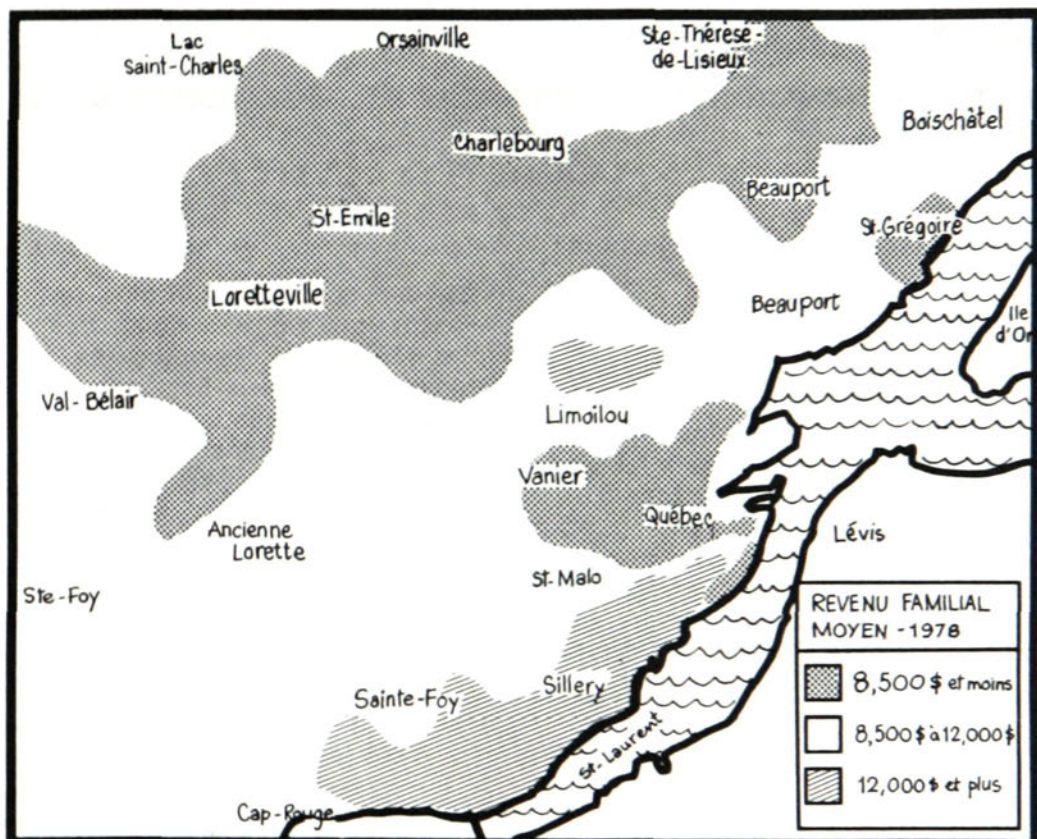 Lac
Saint-Charles
Orsainville
Ste-Thérèsé-
de-Lisieux
Boischâtel
Charlebourg
Beauport
St-Emile
St-Grégoire
Loretteville
Beauport
Ile
d'Or
Val-Bélair
Limoilou
Vanier
Québec
Ancienne
Lorette
Lévis
St-Malo
Ste-Foy
Sainte-Foy
Sillery
St-Laurent
Cap-Rouge
REVENU FAMILIAL
MOYEN - 1978
8,500 $ et moins
8,500 $ à 12,000 $
12,000 $ et plus